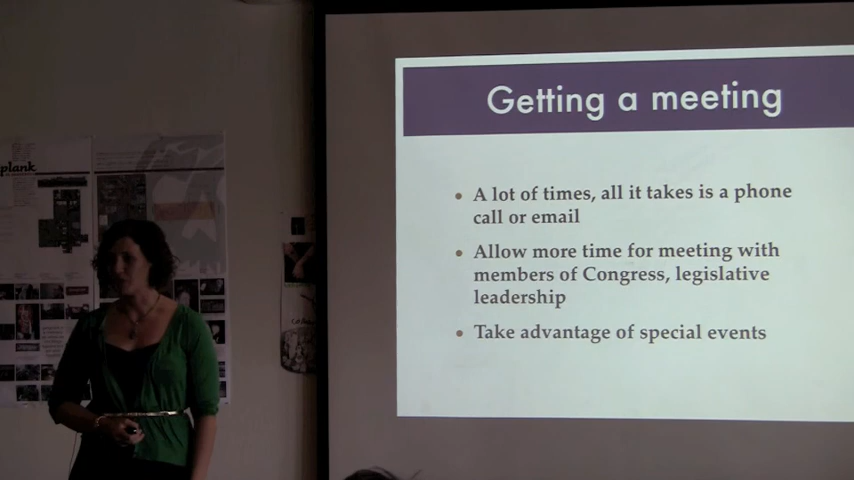 plank
Getting a meeting
• A lot of times, all it takes is a phone
call or email
• Allow more time for meeting with
members of Congress, legislative
leadership
• Take advantage of special events